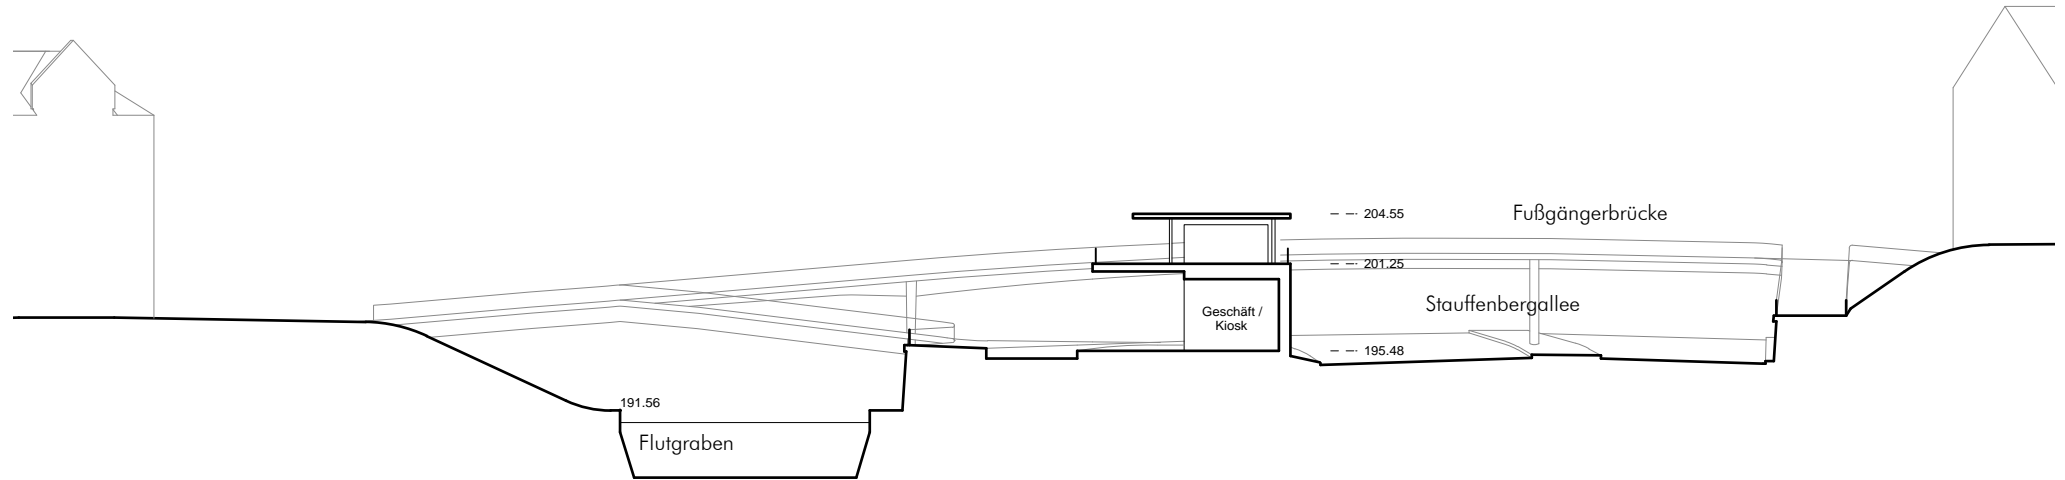 204.55
Fußgängerbrücke
201.25
Stauffenbergallee
Geschäft /
Kiosk
195.48
191.56
Flutgraben